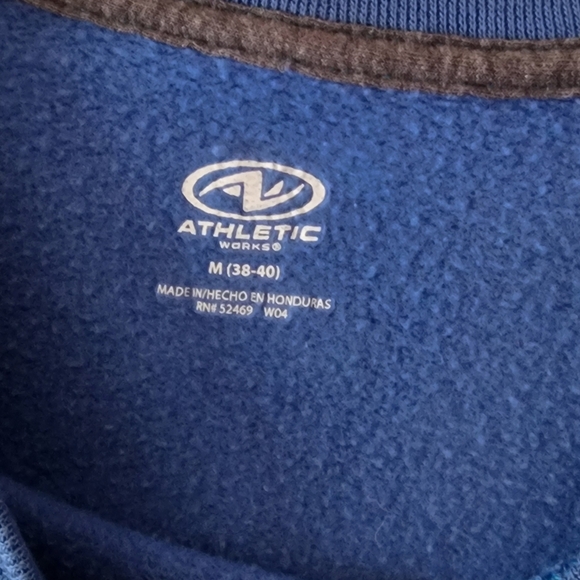 ATHLETIC
WORKS®
M (38-40)
MADE IN/HECHO EN HONDURAS
RN# 52469 W04